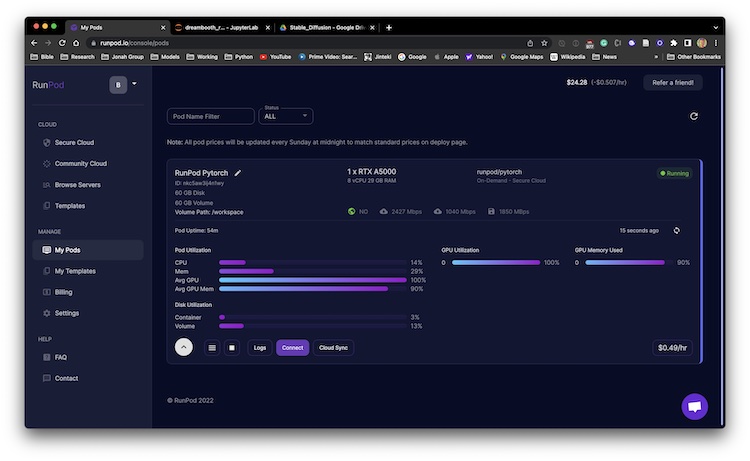 My Pods
dreambooth_r... - JupyterLab
Stable_Diffusion - Google Dri
runpod.io/console/pods
Bible
Research
Jonah Group
Models
Working
Python
YouTube
Prime Video: Sear...
Jinteki
Google
Apple
Yahoo!
Google Maps
Wikipedia
News
»
Other Bookmarks
RunPod
B
$24.28 (-$0.507/hr)
Refer a friend!
CLOUD
Secure Cloud
Community Cloud
Browse Servers
Templates
MANAGE
My Pods
My Templates
Billing
Settings
HELP
FAQ
Contact
Pod Name Filter
Status
ALL
Note: All pod prices will be updated every Sunday at midnight to match standard prices on deploy page.
RunPod Pytorch
60 GB Disk
60 GB Volume
Volume Path: /workspace
1 x RTX A5000
8 vCPU 29 GB RAM
runpod/pytorch
On-Demand - Secure Cloud
Running
NO
2427 Mbps
1040 Mbps
1850 MBps
Pod Uptime: 54m
15 seconds ago
Pod Utilization
CPU 14%
Mem 29%
Avg GPU 100%
Avg GPU Mem 90%
GPU Utilization
0 100%
GPU Memory Used
0 90%
Disk Utilization
Container 3%
Volume 13%
Logs
Connect
Cloud Sync
$0.49/hr
© RunPod 2022